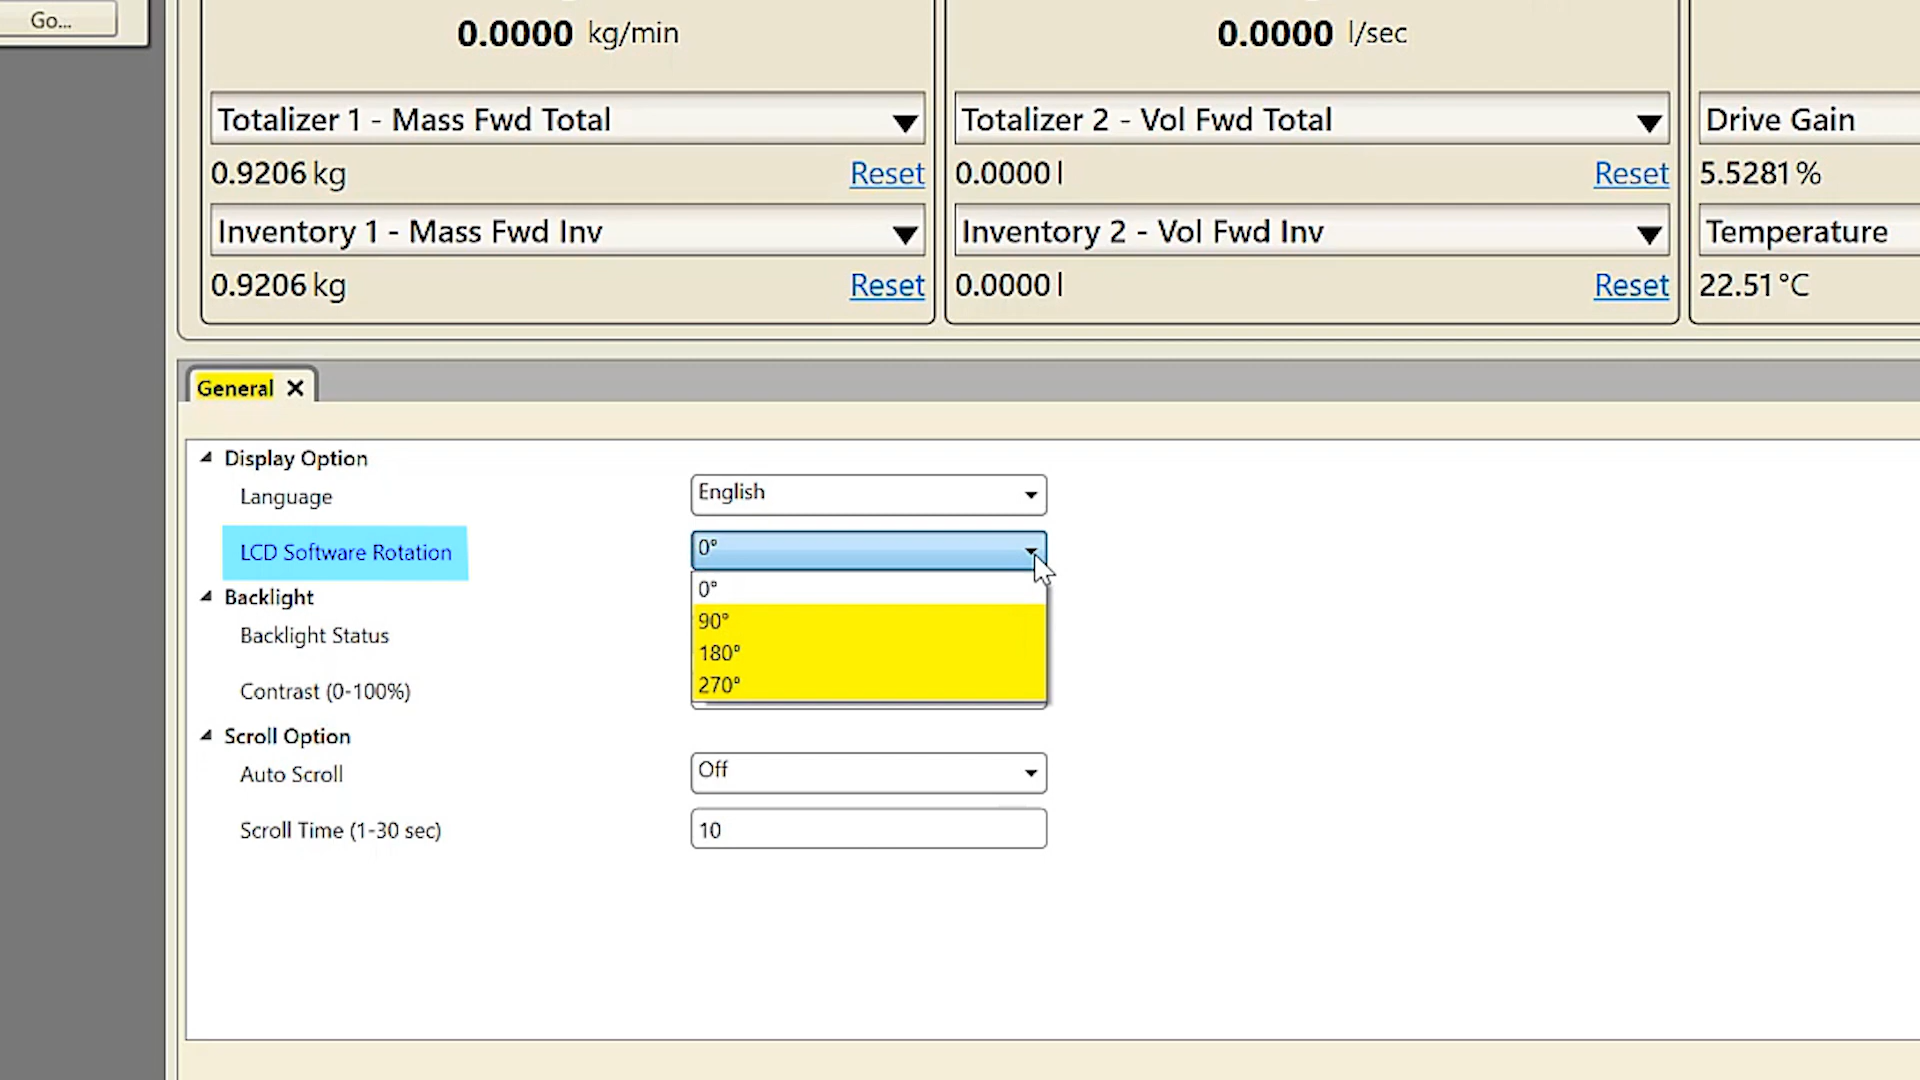 Go...
0.0000 kg/min
0.0000 l/sec
Totalizer 1 - Mass Fwd Total
Totalizer 2 - Vol Fwd Total
Drive Gain
0.9206 kg
Reset
0.0000 l
Reset
5.5281 %
Inventory 1 - Mass Fwd Inv
Inventory 2 - Vol Fwd Inv
Temperature
0.9206 kg
Reset
0.0000 l
Reset
22.51 °C
General
Display Option
Language
English
LCD Software Rotation
0°
0°
90°
180°
270°
Backlight
Backlight Status
Contrast (0-100%)
Scroll Option
Auto Scroll
Off
Scroll Time (1-30 sec)
10